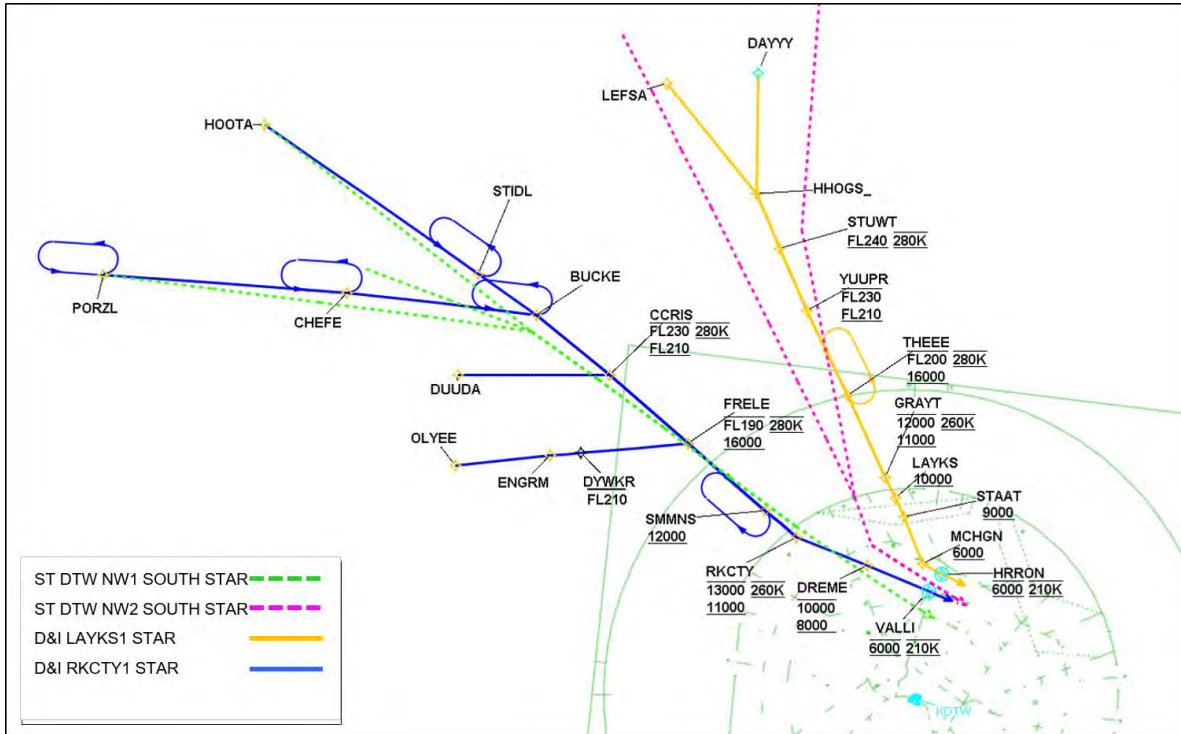 DAYYY
LEFSA
HOOTA
HHOGS_
STIDL
STUWT
FL240 280K
BUCKE
YUUPR
FL230
FL210
PORZL
CHEFE
CCRIS
FL230 280K
FL210
THEEE
FL200 280K
16000
DUUDA
FRELE
FL190 280K
16000
GRAYT
12000 260K
11000
OLYEE
ENGRM
DYWKR
FL210
LAYKS
10000
STAAT
9000
SMMNS
12000
MCHGN
6000
RKCTY
13000 260K
11000
DREME
10000
8000
HRRON
6000 210K
VALLI
6000 210K
KDTW
ST DTW NW1 SOUTH STAR
ST DTW NW2 SOUTH STAR
D&I LAYKS1 STAR
D&I RKCTY1 STAR